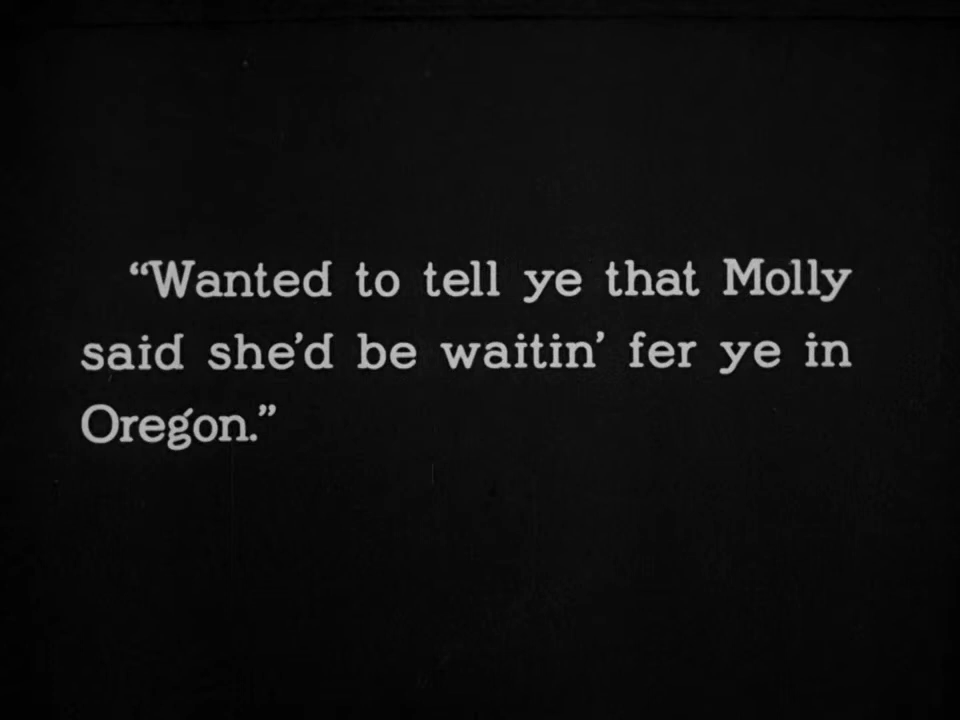 “Wanted to tell ye that Molly
said she’d be waitin’ fer ye in
Oregon.”